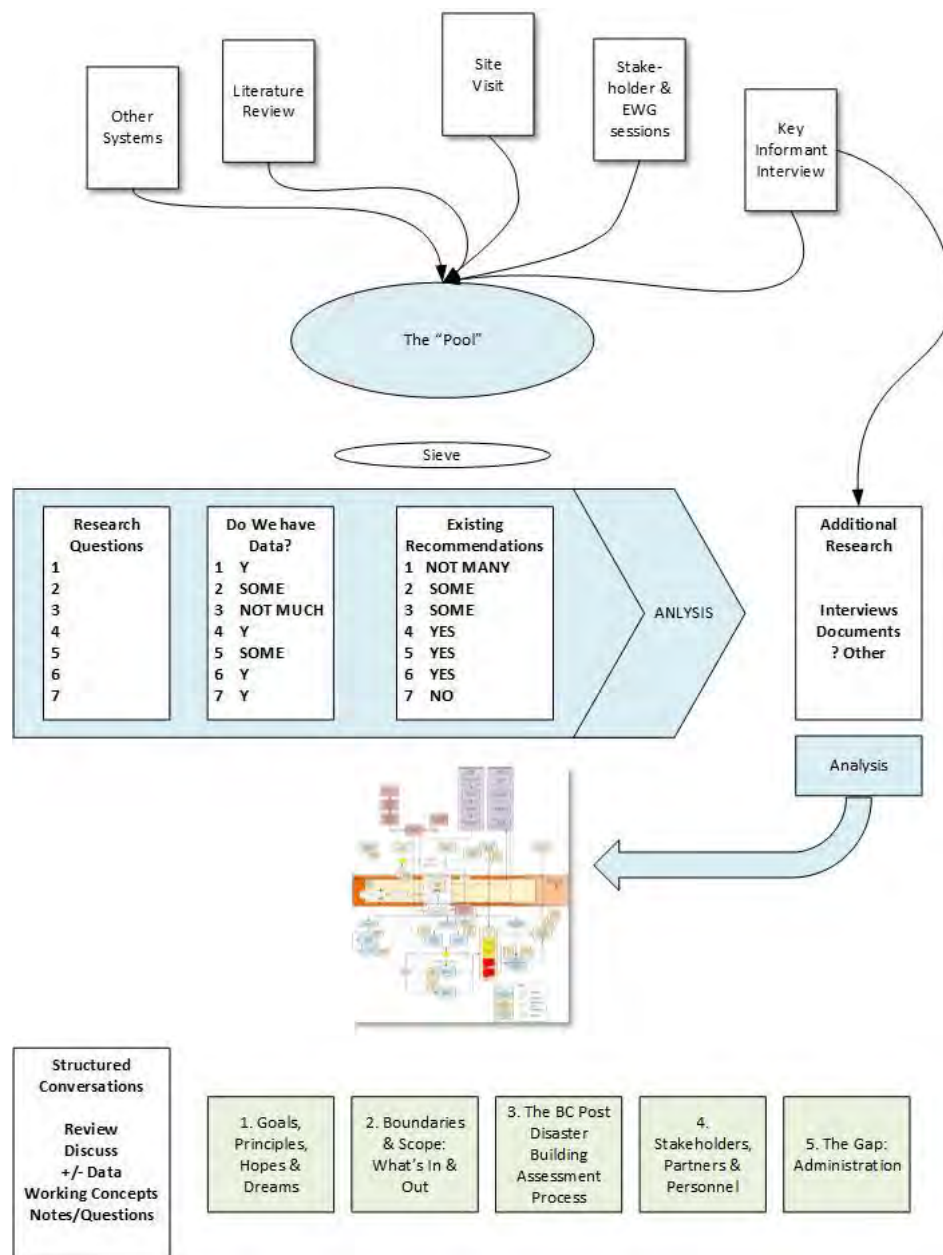 Other
Systems
Literature
Review
Site
Visit
Stake-
holder &
EWG
sessions
Key
Informant
Interview
The “Pool”
Sieve
Research
Questions
1
2
3
4
5
6
7
Do We have
Data?
1 Y
2 SOME
3 NOT MUCH
4 Y
5 SOME
6 Y
7 Y
Existing
Recommendations
1 NOT MANY
2 SOME
3 SOME
4 YES
5 YES
6 YES
7 NO
ANLYSIS
Additional
Research
Interviews
Documents
? Other
Analysis
Structured
Conversations
Review
Discuss
+/- Data
Working Concepts
Notes/Questions
1. Goals,
Principles,
Hopes &
Dreams
2. Boundaries
& Scope:
What’s In &
Out
3. The BC Post
Disaster
Building
Assessment
Process
4.
Stakeholders,
Partners &
Personnel
5. The Gap:
Administration